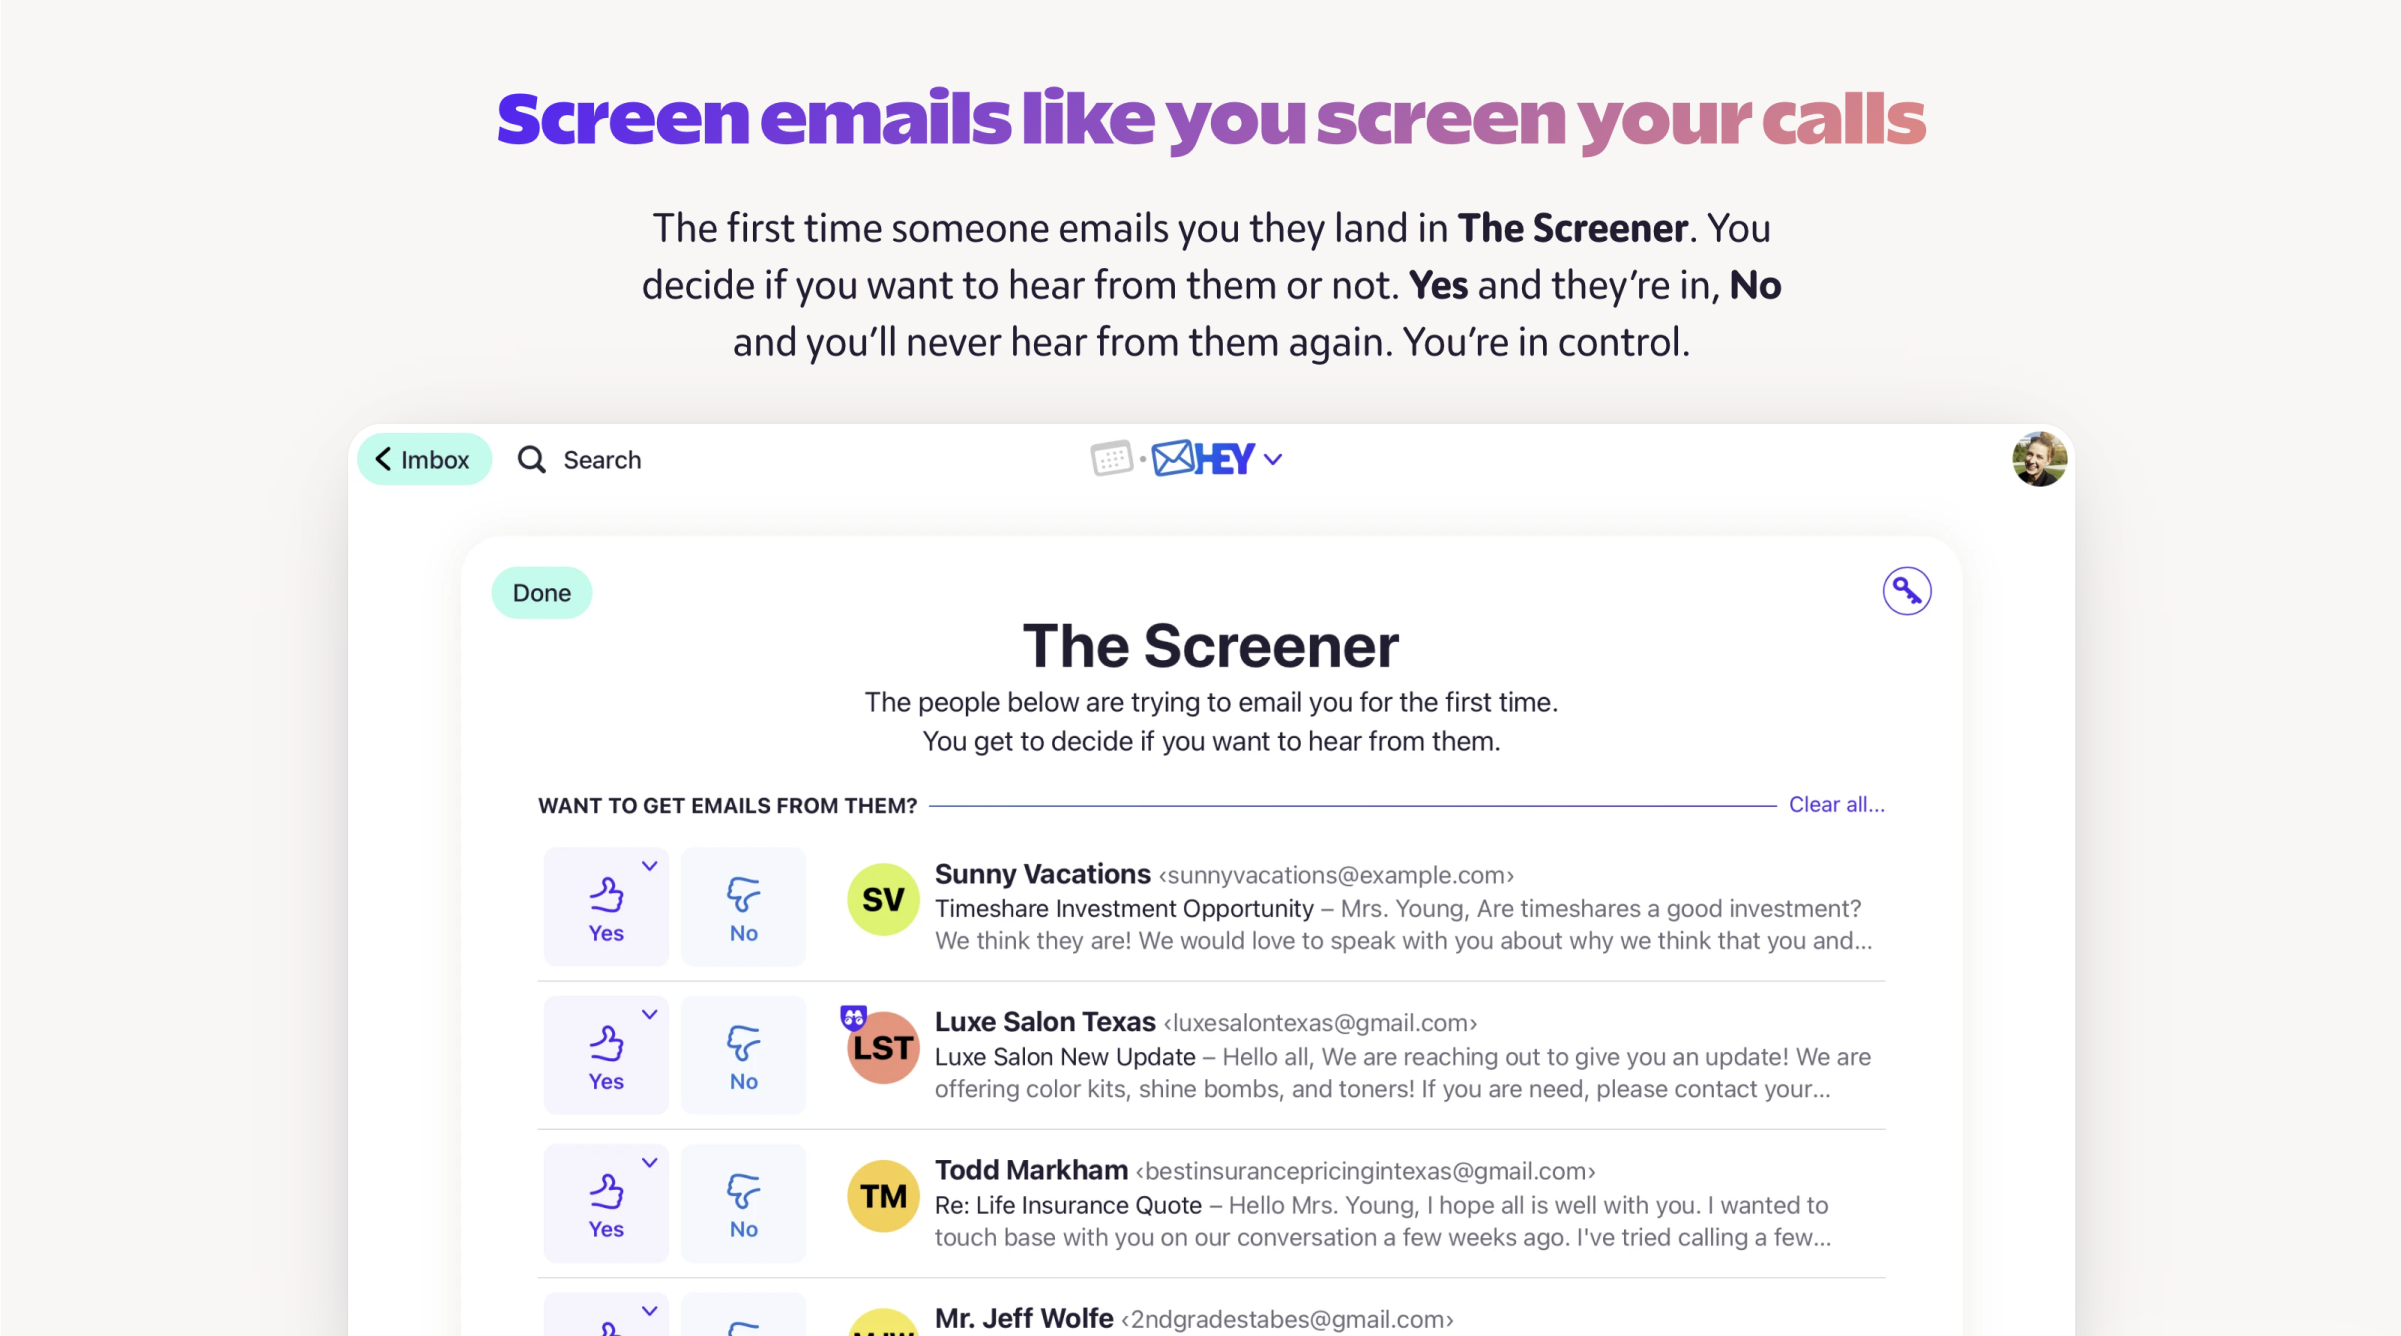 Screen emails like you screen your calls
The first time someone emails you they land in The Screener. You
decide if you want to hear from them or not. Yes and they’re in, No
and you’ll never hear from them again. You’re in control.
Imbox
Search
HEY
Done
The Screener
The people below are trying to email you for the first time.
You get to decide if you want to hear from them.
WANT TO GET EMAILS FROM THEM?
Clear all...
Yes
No
SV
Sunny Vacations ‹sunnyvacations@example.com›
Timeshare Investment Opportunity – Mrs. Young, Are timeshares a good investment?
We think they are! We would love to speak with you about why we think that you and...
Yes
No
LST
Luxe Salon Texas ‹luxesalontexas@gmail.com›
Luxe Salon New Update – Hello all, We are reaching out to give you an update! We are
offering color kits, shine bombs, and toners! If you are need, please contact your...
Yes
No
TM
Todd Markham ‹bestinsurancepricingintexas@gmail.com›
Re: Life Insurance Quote – Hello Mrs. Young, I hope all is well with you. I wanted to
touch base with you on our conversation a few weeks ago. I've tried calling a few...
Mr. Jeff Wolfe ‹2ndgradestabes@gmail.com›